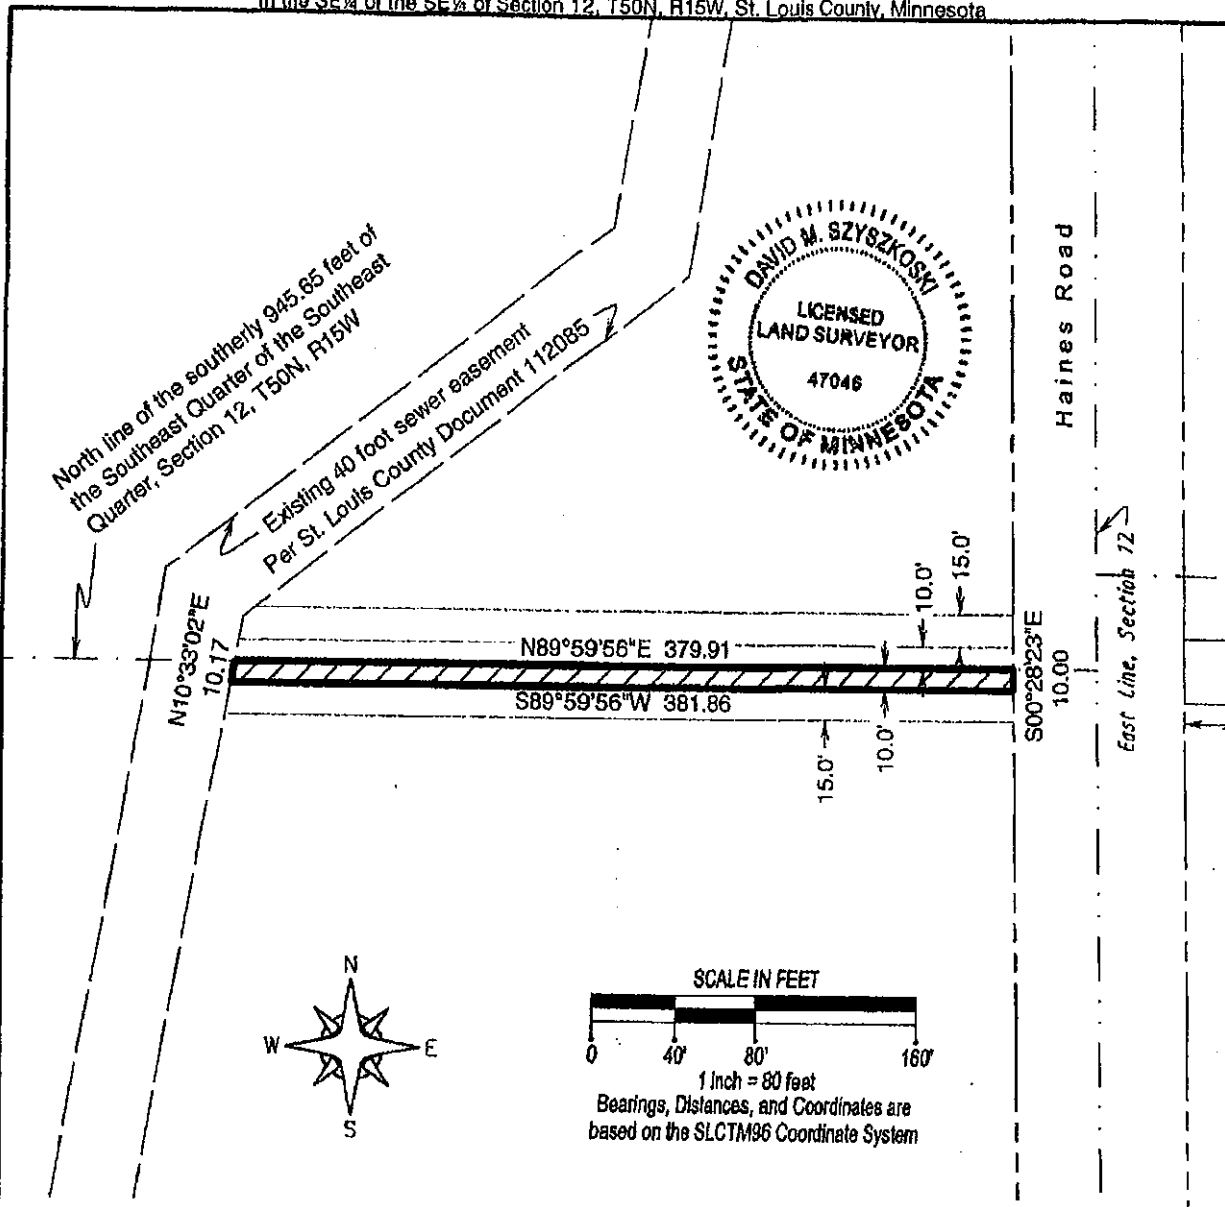 in the SE¼ of the SE¼ of Section 12, T50N, R15W, St. Louis County, Minnesota
North line of the southerly 945.65 feet of
the Southeast Quarter of the Southeast
Quarter, Section 12, T50N, R15W
Existing 40 foot sewer easement
Per St. Louis County Document 112085
DAVID M. SZYSZKOSKI
LICENSED
LAND SURVEYOR
47046
STATE OF MINNESOTA
Haines Road
East Line, Section 12
N10°33'02"E
10.17
N89°59'56"E 379.91
S89°59'56"W 381.86
10.0'
15.0'
15.0'
10.0'
S00°28'23"E
10.00
N
W
E
S
SCALE IN FEET
0 40' 80' 160'
1 inch = 80 feet
Bearings, Distances, and Coordinates are
based on the SLCTM96 Coordinate System